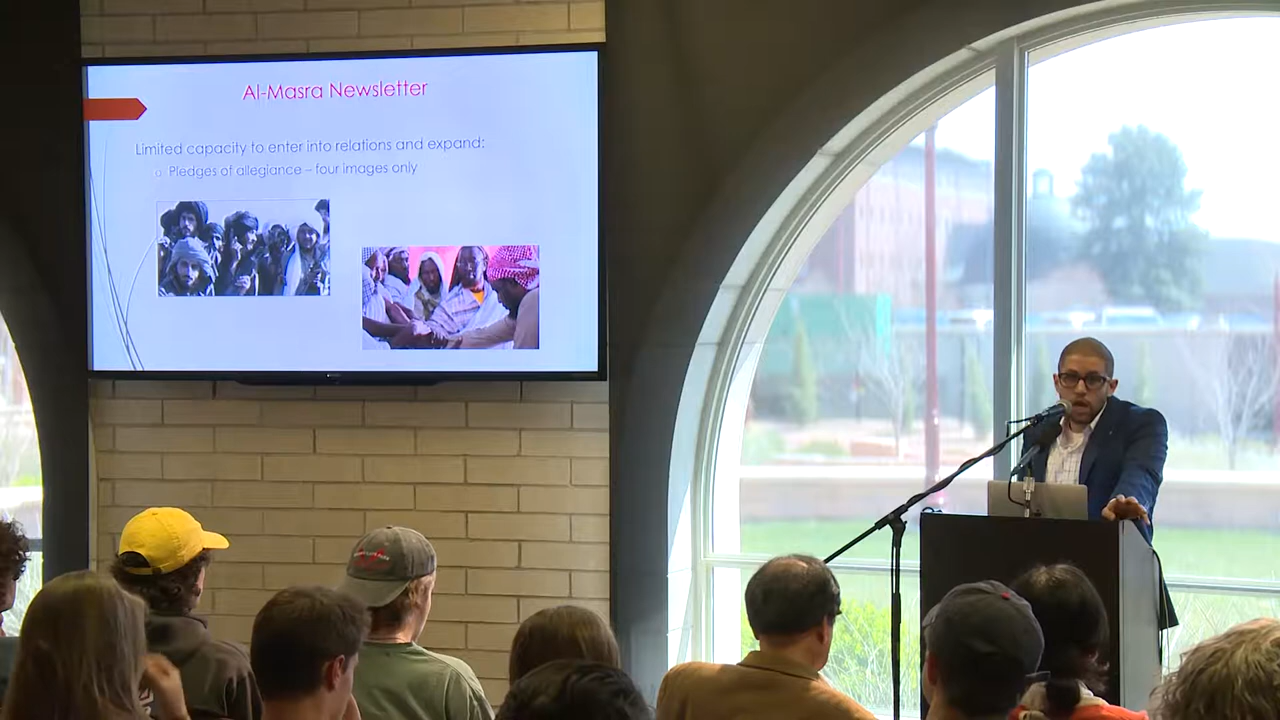 Al-Masra Newsletter
Limited capacity to enter into relations and expand:
Pledges of allegiance – four images only